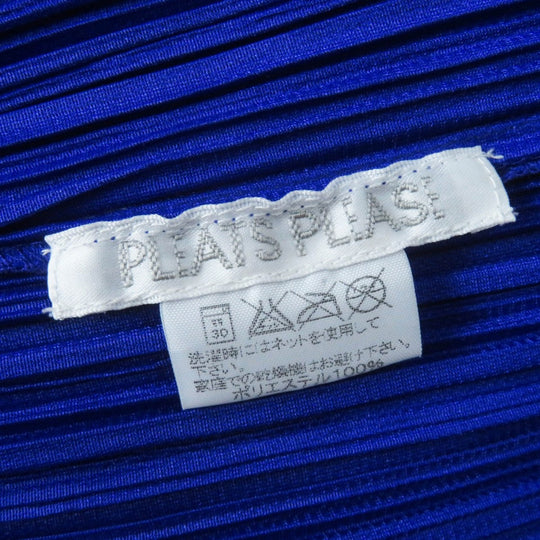 PLEATS PLEASE
弱
30
洗濯時にはネットを使用して
下さい。
家庭での乾燥機はお避け下さい。
ポリエステル100%